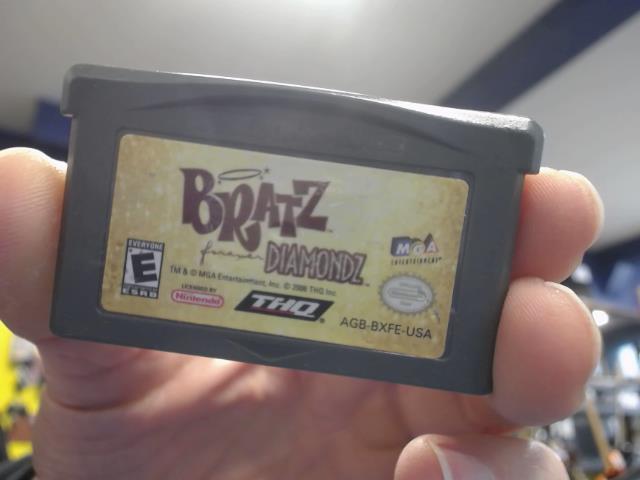 BRATZ
forever
DIAMONDZ™
MGA
ENTERTAINMENT
EVERYONE
E
ESRB
TM & © MGA Entertainment, Inc. © 2006 THQ Inc.
LICENSED BY
Nintendo
THQ
AGB-BXFE-USA